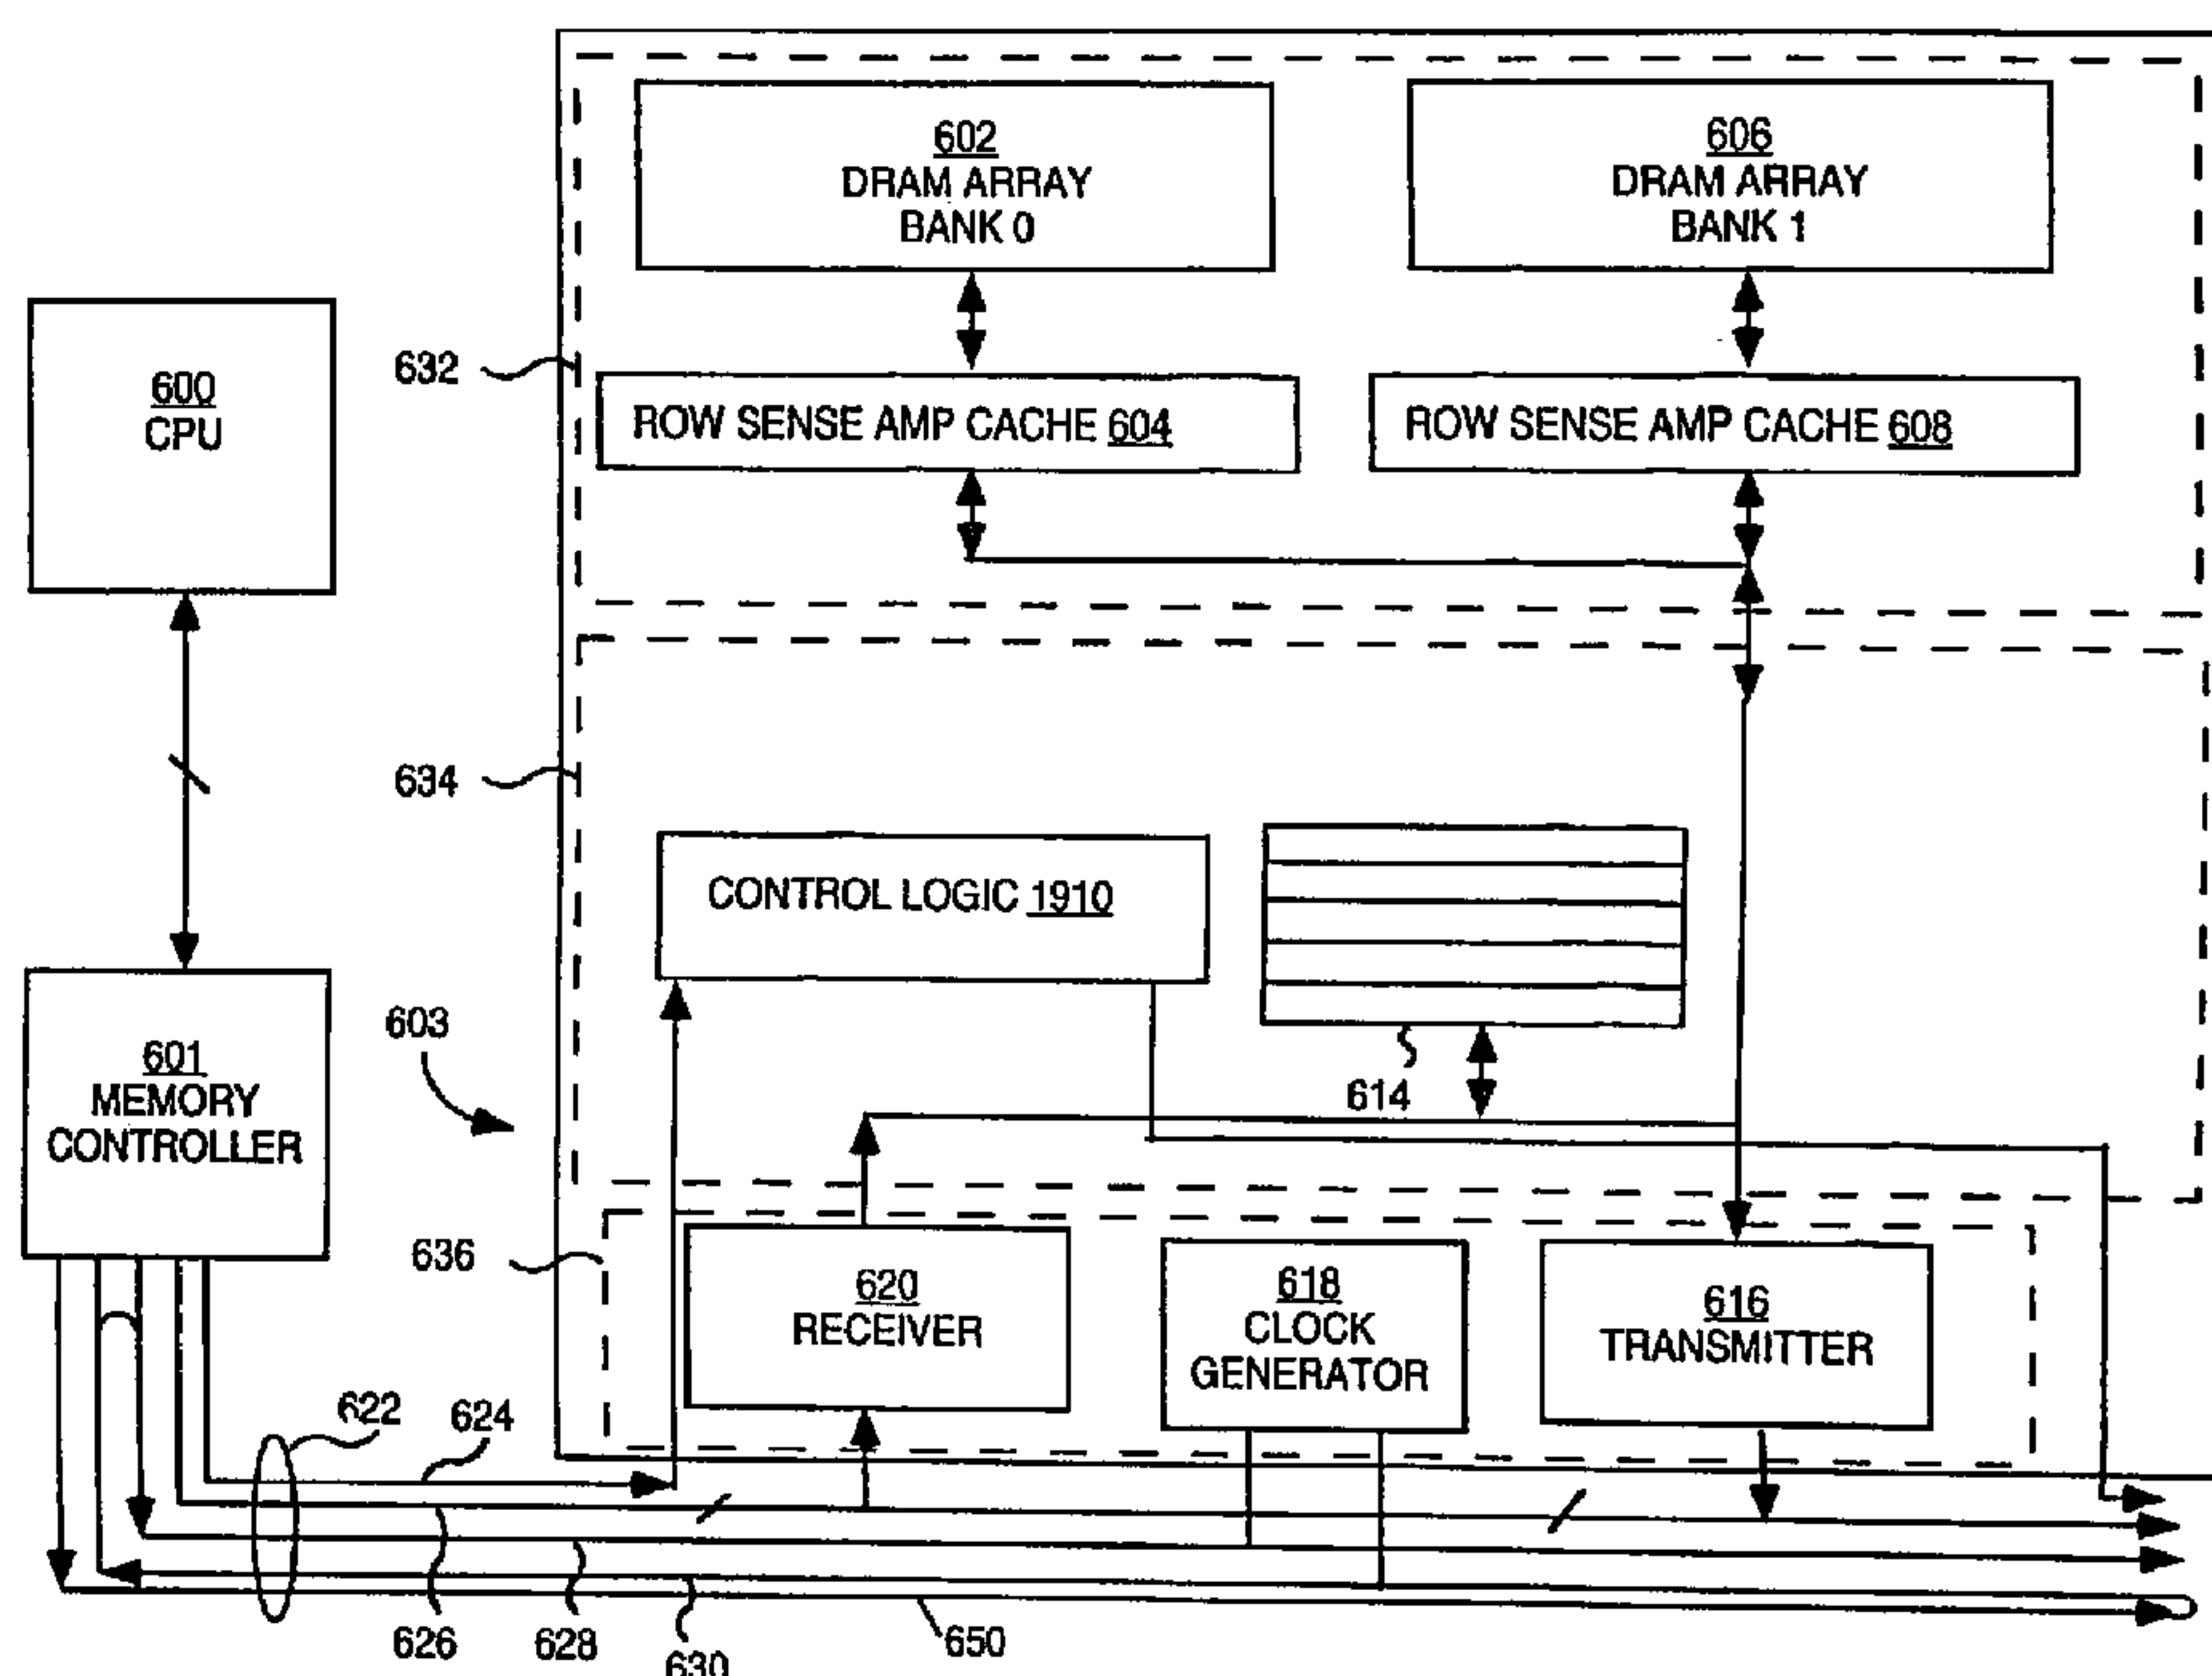 602
DRAM ARRAY
BANK 0
606
DRAM ARRAY
BANK 1
632
600
CPU
ROW SENSE AMP CACHE 604
ROW SENSE AMP CACHE 608
634
CONTROL LOGIC 1910
603
614
601
MEMORY
CONTROLLER
636
620
RECEIVER
618
CLOCK
GENERATOR
616
TRANSMITTER
622
624
626
628
630
650